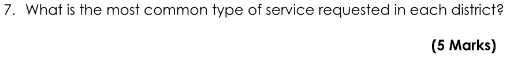 7. What is the most common type of service requested in each district?
(5 Marks)